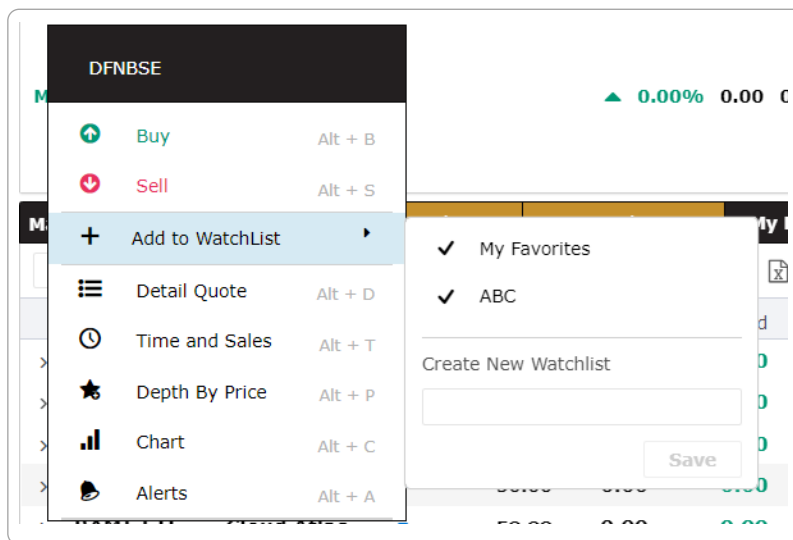 DFNBSE
0.00% 0.00
Buy Alt + B
Sell Alt + S
Add to WatchList
Detail Quote Alt + D
Time and Sales Alt + T
Depth By Price Alt + P
Chart Alt + C
Alerts Alt + A
My Favorites
ABC
Create New Watchlist
Save